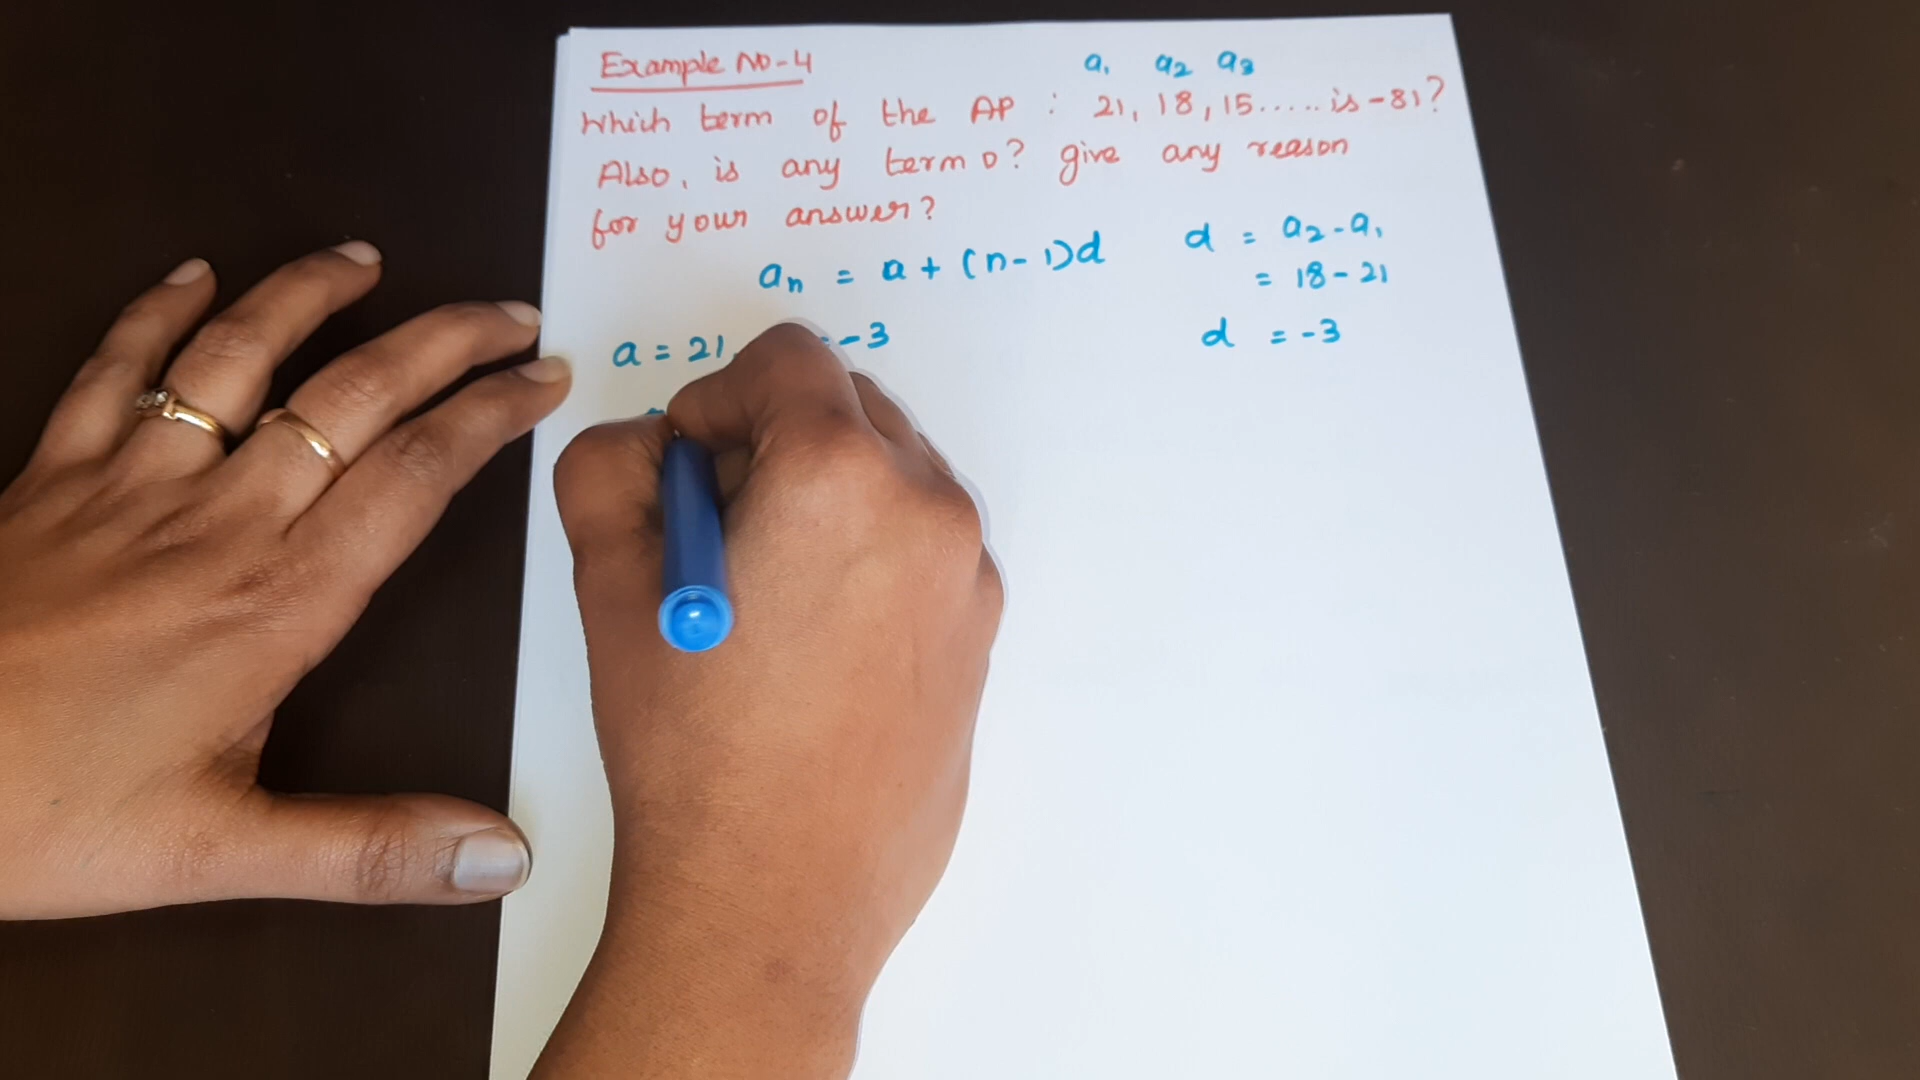 Example No-4
a₁ a₂ a₃
Which term of the AP : 21, 18, 15..... is -81?
Also, is any term 0? give any reason
for your answer?
aₙ = a + (n-1)d
d = a₂-a₁
= 18-21
a = 21, =-3
d = -3